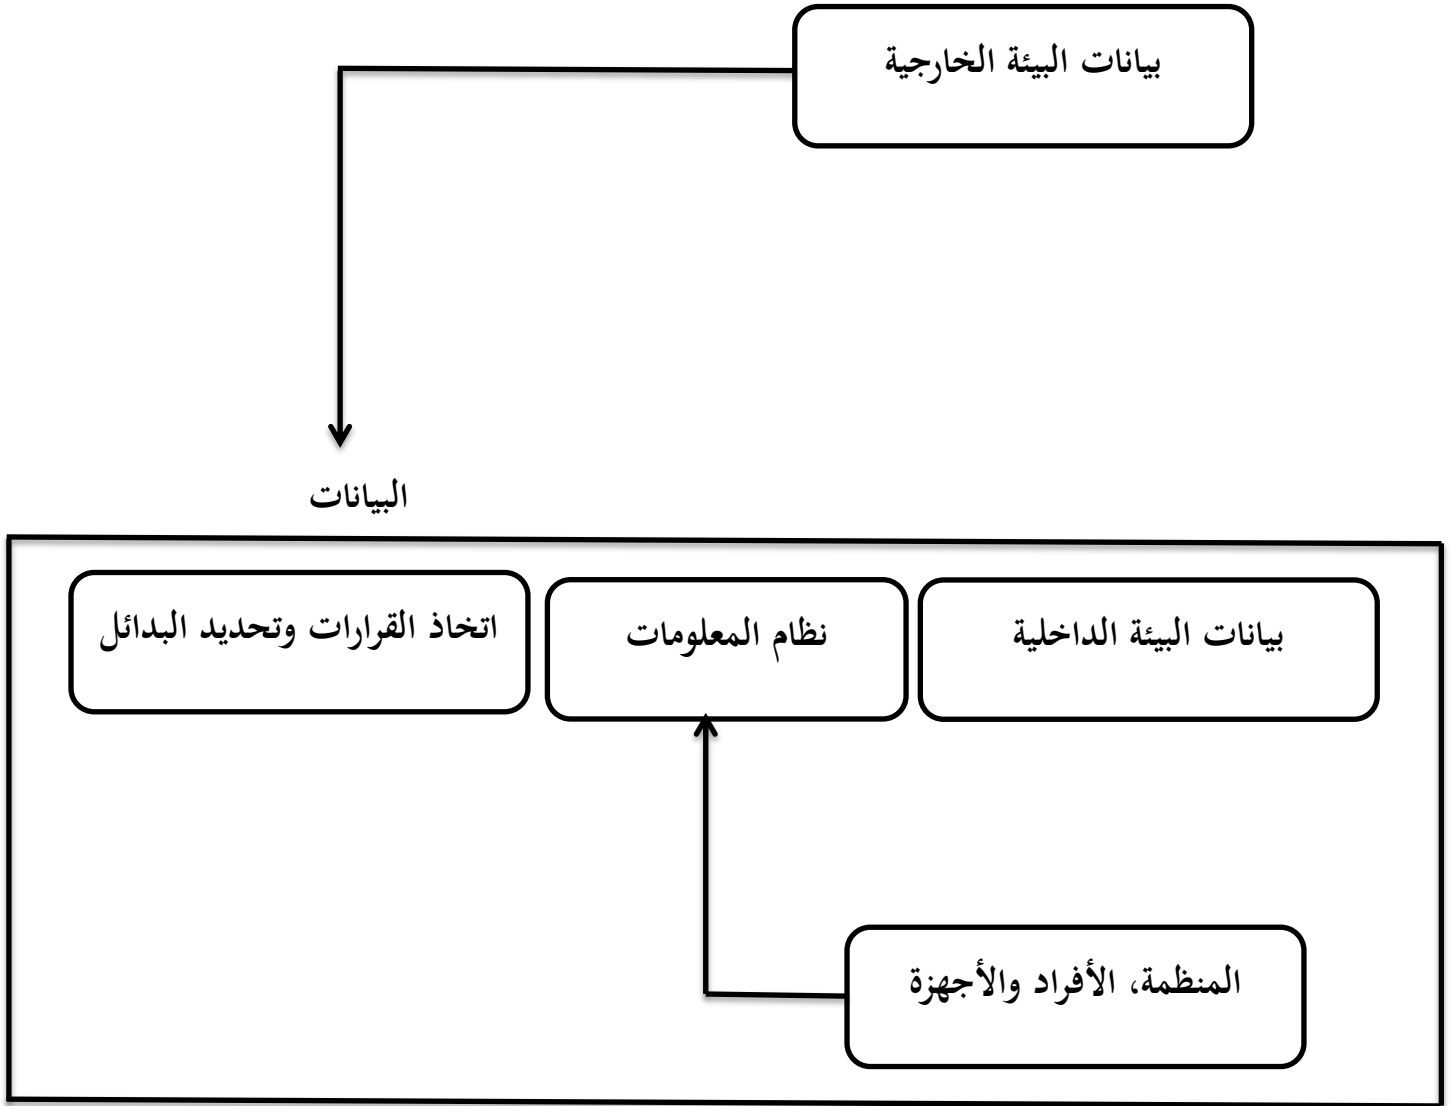 بيانات البيئة الخارجية
البيانات
بيانات البيئة الداخلية
نظام المعلومات
اتخاذ القرارات وتحديد البدائل
المنظمة، الأفراد والأجهزة